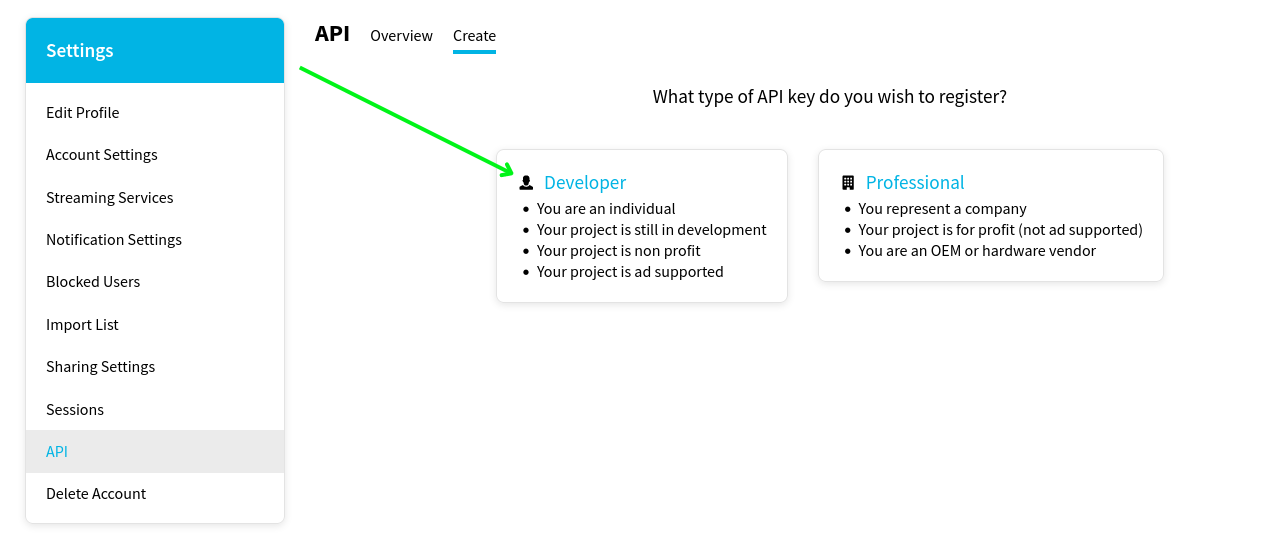 Settings
Edit Profile
Account Settings
Streaming Services
Notification Settings
Blocked Users
Import List
Sharing Settings
Sessions
API
Delete Account
API Overview Create
What type of API key do you wish to register?
Developer
• You are an individual
• Your project is still in development
• Your project is non profit
• Your project is ad supported
Professional
• You represent a company
• Your project is for profit (not ad supported)
• You are an OEM or hardware vendor